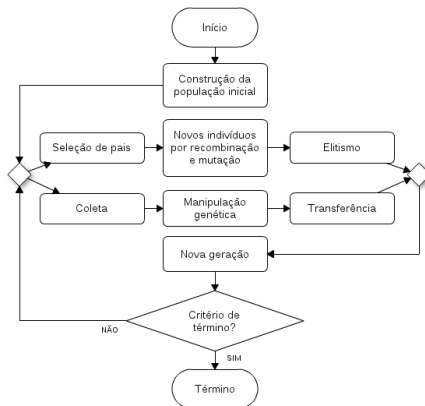 Início
Construção da
população inicial
Seleção de pais
Novos indivíduos
por recombinação
e mutação
Elitismo
Coleta
Manipulação
genética
Transferência
Nova geração
Critério de
término?
NÃO
SIM
Término